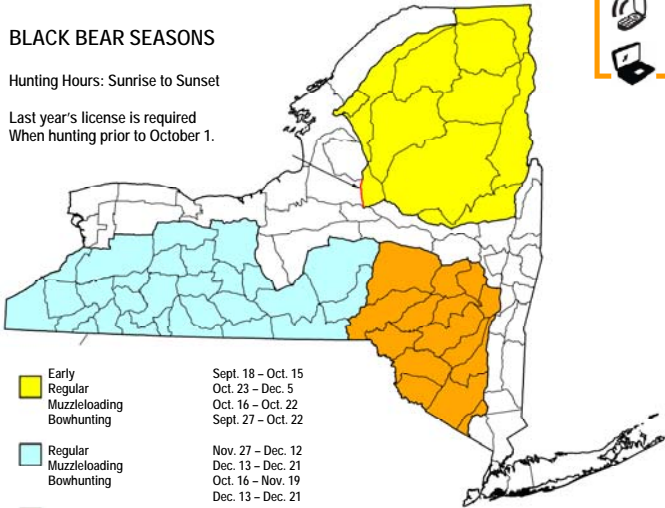 BLACK BEAR SEASONS
Hunting Hours: Sunrise to Sunset
Last year's license is required
When hunting prior to October 1.
Early Sept. 18 – Oct. 15
Regular Oct. 23 – Dec. 5
Muzzleloading Oct. 16 – Oct. 22
Bowhunting Sept. 27 – Oct. 22
Regular Nov. 27 – Dec. 12
Muzzleloading Dec. 13 – Dec. 21
Bowhunting Oct. 16 – Nov. 19
Dec. 13 – Dec. 21